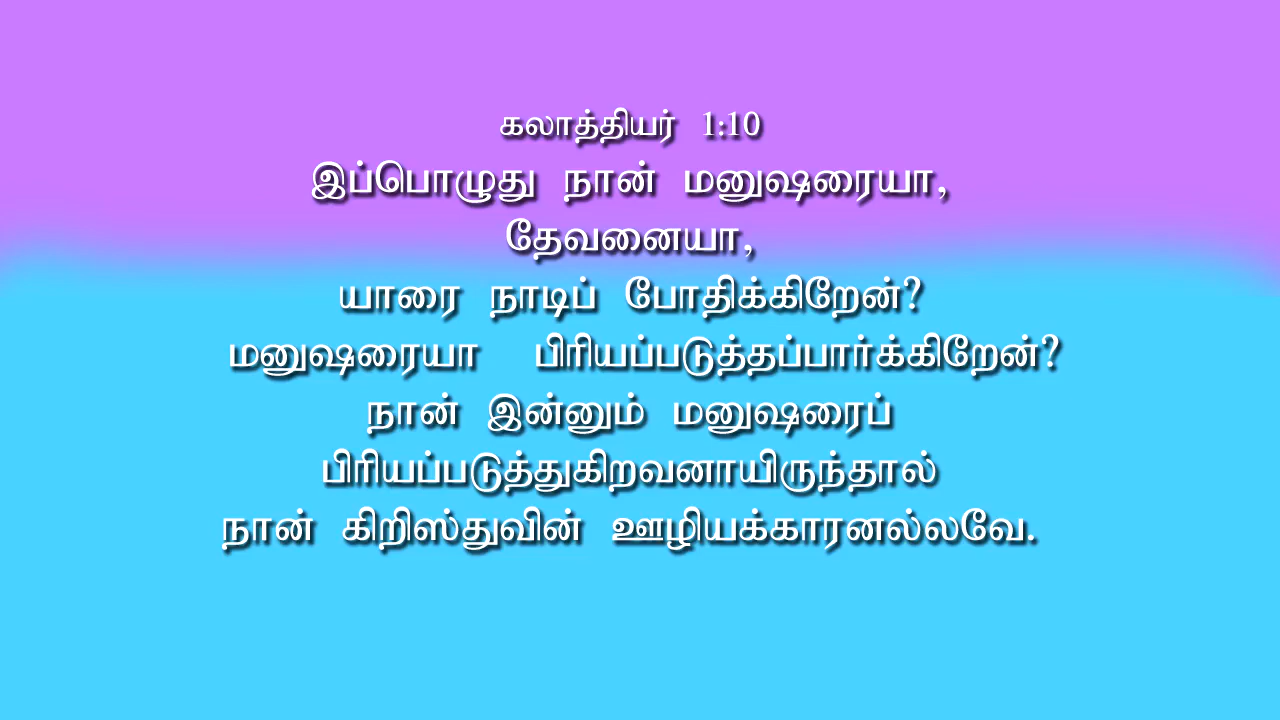 கலாத்தியர் 1:10
இப்பொழுது நான் மனுஷரையா,
தேவனையா,
யாரை நாடிப் போதிக்கிறேன்?
மனுஷரையா பிரியப்படுத்தப்பார்க்கிறேன்?
நான் இன்னும் மனுஷரைப்
பிரியப்படுத்துகிறவனாயிருந்தால்
நான் கிறிஸ்துவின் ஊழியக்காரனல்லவே.